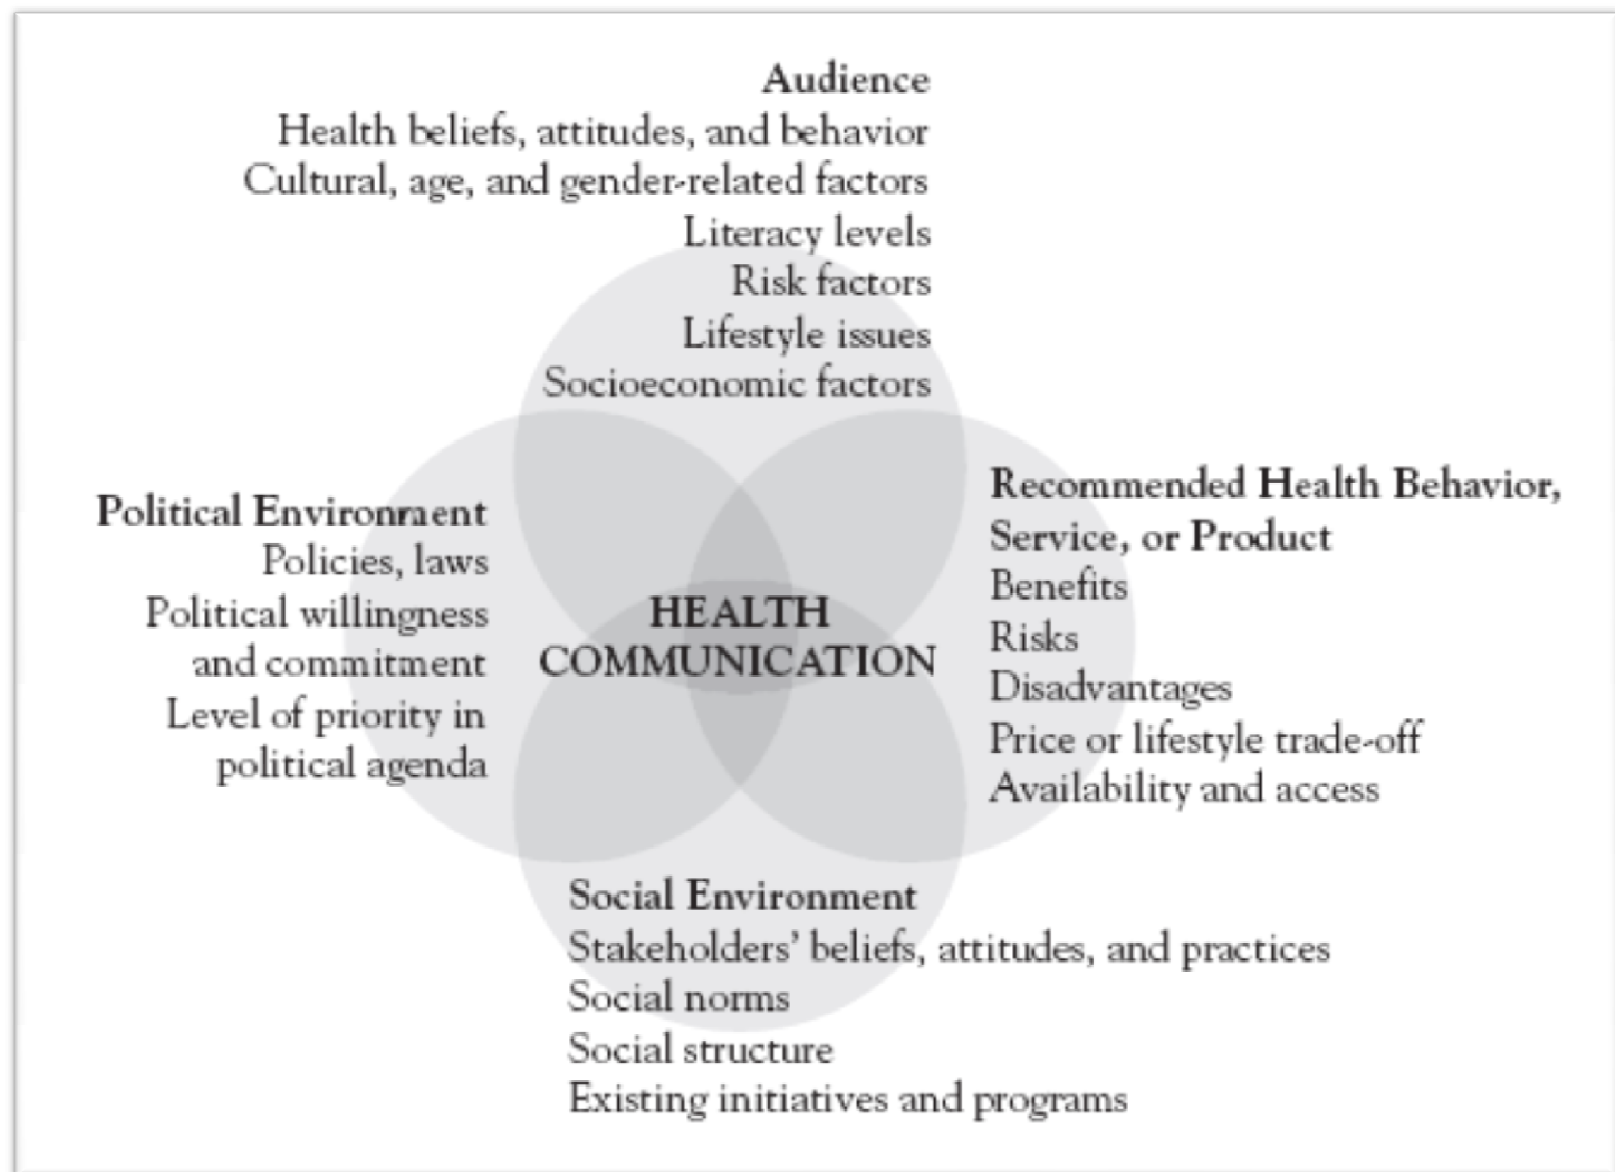 Audience
Health beliefs, attitudes, and behavior
Cultural, age, and gender-related factors
Literacy levels
Risk factors
Lifestyle issues
Socioeconomic factors
Political Environment
Policies, laws
Political willingness
and commitment
Level of priority in
political agenda
HEALTH
COMMUNICATION
Recommended Health Behavior,
Service, or Product
Benefits
Risks
Disadvantages
Price or lifestyle trade-off
Availability and access
Social Environment
Stakeholders’ beliefs, attitudes, and practices
Social norms
Social structure
Existing initiatives and programs